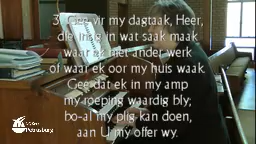 3. Gee vir my dagtaak, Heer,
die insig in wat saak maak
waar ek met ander werk
of waar ek oor my huis waak.
Gee dat ek in my amp
my roeping waardig bly;
bo-al my plig kan doen,
aan U my offer wy.
Petrusburg